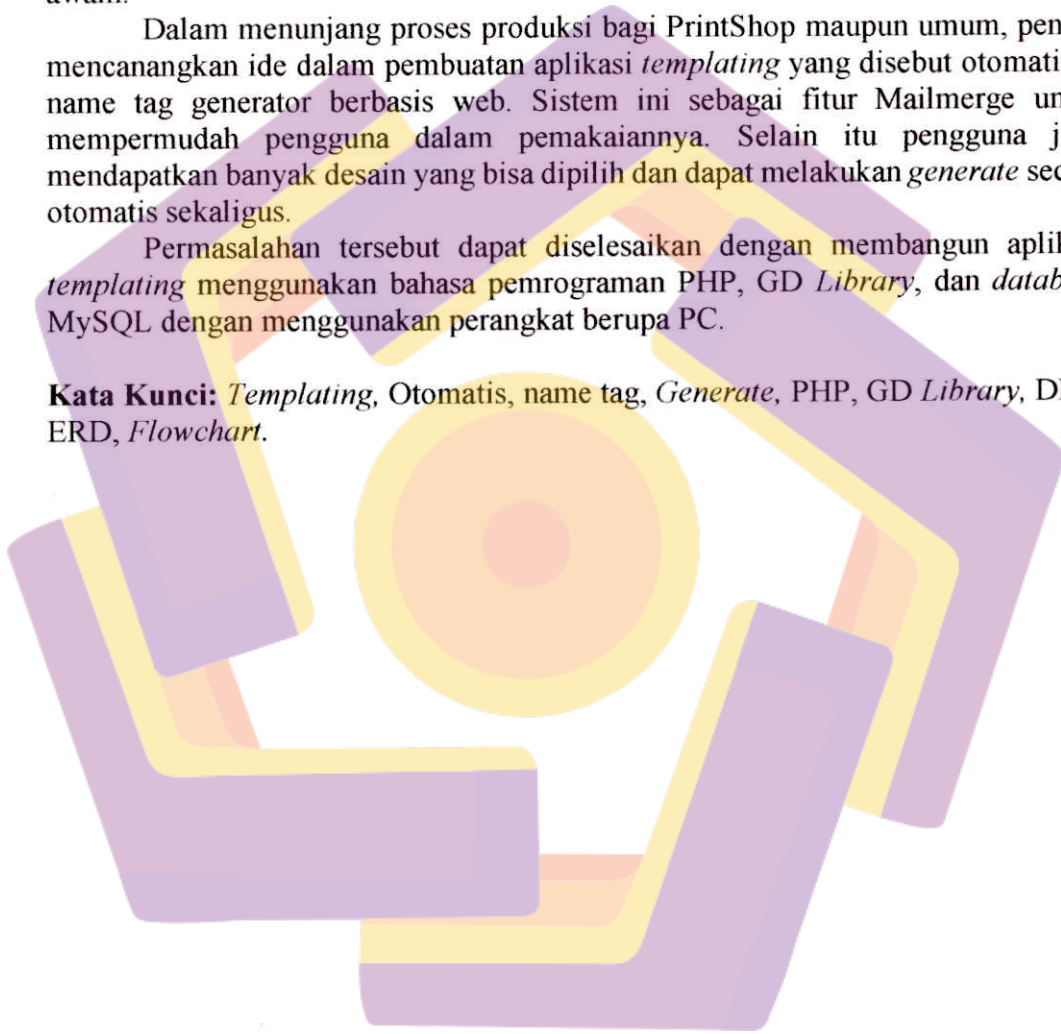 awam.
Dalam menunjang proses produksi bagi PrintShop maupun umum, pen
mencanangkan ide dalam pembuatan aplikasi templating yang disebut otomati
name tag generator berbasis web. Sistem ini sebagai fitur Mailmerge un
mempermudah pengguna dalam pemakaiannya. Selain itu pengguna j
mendapatkan banyak desain yang bisa dipilih dan dapat melakukan generate sec
otomatis sekaligus.
Permasalahan tersebut dapat diselesaikan dengan membangun aplik
templating menggunakan bahasa pemrograman PHP, GD Library, dan datab
MySQL dengan menggunakan perangkat berupa PC.
Kata Kunci: Templating, Otomatis, name tag, Generate, PHP, GD Library, D
ERD, Flowchart.